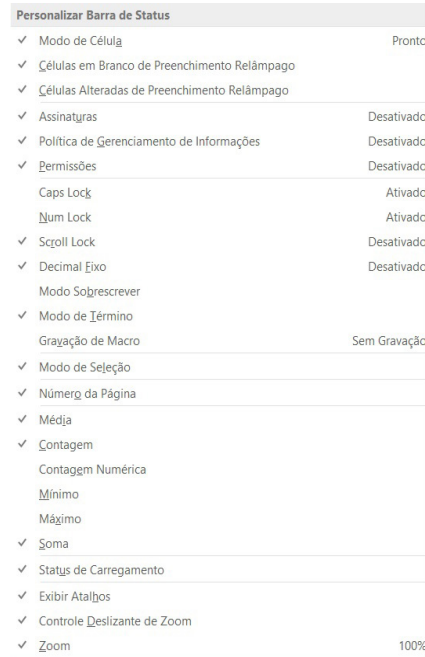 Personalizar Barra de Status
✓ Modo de Célula Pronto
✓ Células em Branco de Preenchimento Relâmpago
✓ Células Alteradas de Preenchimento Relâmpago
✓ Assinaturas Desativado
✓ Política de Gerenciamento de Informações Desativado
✓ Permissões Desativado
Caps Lock Ativado
Num Lock Ativado
✓ Scroll Lock Desativado
✓ Decimal Fixo Desativado
Modo Sobrescrever
✓ Modo de Término
Gravação de Macro Sem Gravação
✓ Modo de Seleção
✓ Número da Página
✓ Média
✓ Contagem
Contagem Numérica
Mínimo
Máximo
✓ Soma
✓ Status de Carregamento
✓ Exibir Atalhos
✓ Controle Deslizante de Zoom
✓ Zoom 100%